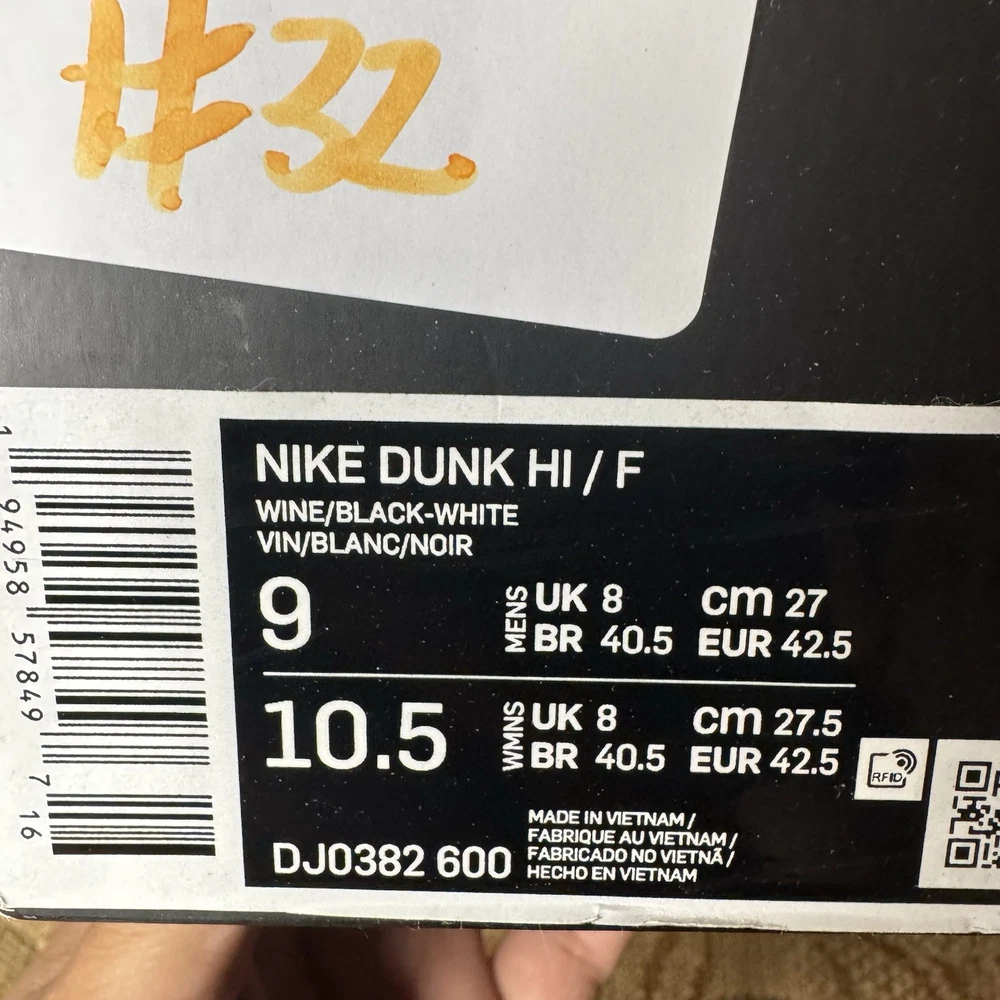 #32
NIKE DUNK HI / F
WINE/BLACK-WHITE
VIN/BLANC/NOIR
9
MENS
UK 8 cm 27
BR 40.5 EUR 42.5
10.5
WMNS
UK 8 cm 27.5
BR 40.5 EUR 42.5
RFID
DJ0382 600
MADE IN VIETNAM /
FABRIQUE AU VIETNAM /
FABRICADO NO VIETNÃ /
HECHO EN VIETNAM
1 94958 57849 7 16